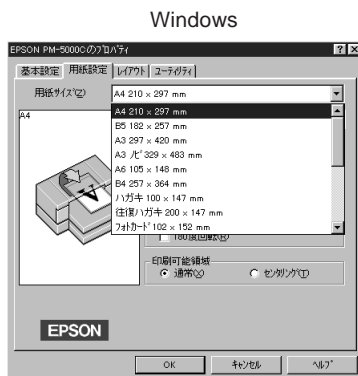 Windows
EPSON PM-5000Cのプロパティ
基本設定 用紙設定 レイアウト ユーティリティ
用紙サイズ(Z) A4 210 × 297 mm
A4
A4 210 × 297 mm
B5 182 × 257 mm
A3 297 × 420 mm
A3 ノビ 329 × 483 mm
A6 105 × 148 mm
B4 257 × 364 mm
ハガキ 100 × 147 mm
往復ハガキ 200 × 147 mm
フォトカード 102 × 152 mm
180度回転(R)
印刷可能領域
通常(X) センタリング(T)
EPSON
OK キャンセル ヘルプ